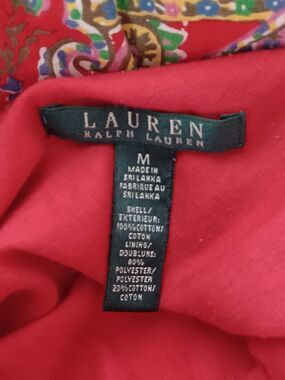 LAUREN
RALPH LAUREN
M
MADE IN
SRI LANKA
FABRIQUE AU
SRI LANKA
SHELL/
EXTERIEUR:
100% COTTON/
COTON
LINING/
DOUBLURE:
80%
POLYESTER/
POLYESTER
20% COTTON/
COTON